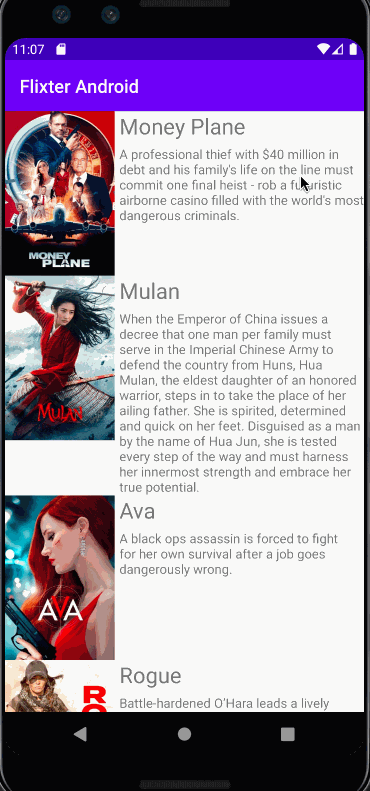 11:07
Flixter Android
MONEY
PLANE
Money Plane
A professional thief with $40 million in
debt and his family's life on the line must
commit one final heist - rob a futuristic
airborne casino filled with the world's most
dangerous criminals.
MULAN
Mulan
When the Emperor of China issues a
decree that one man per family must
serve in the Imperial Chinese Army to
defend the country from Huns, Hua
Mulan, the eldest daughter of an honored
warrior, steps in to take the place of her
ailing father. She is spirited, determined
and quick on her feet. Disguised as a man
by the name of Hua Jun, she is tested
every step of the way and must harness
her innermost strength and embrace her
true potential.
AVA
Ava
A black ops assassin is forced to fight
for her own survival after a job goes
dangerously wrong.
R
Rogue
Battle-hardened O'Hara leads a lively